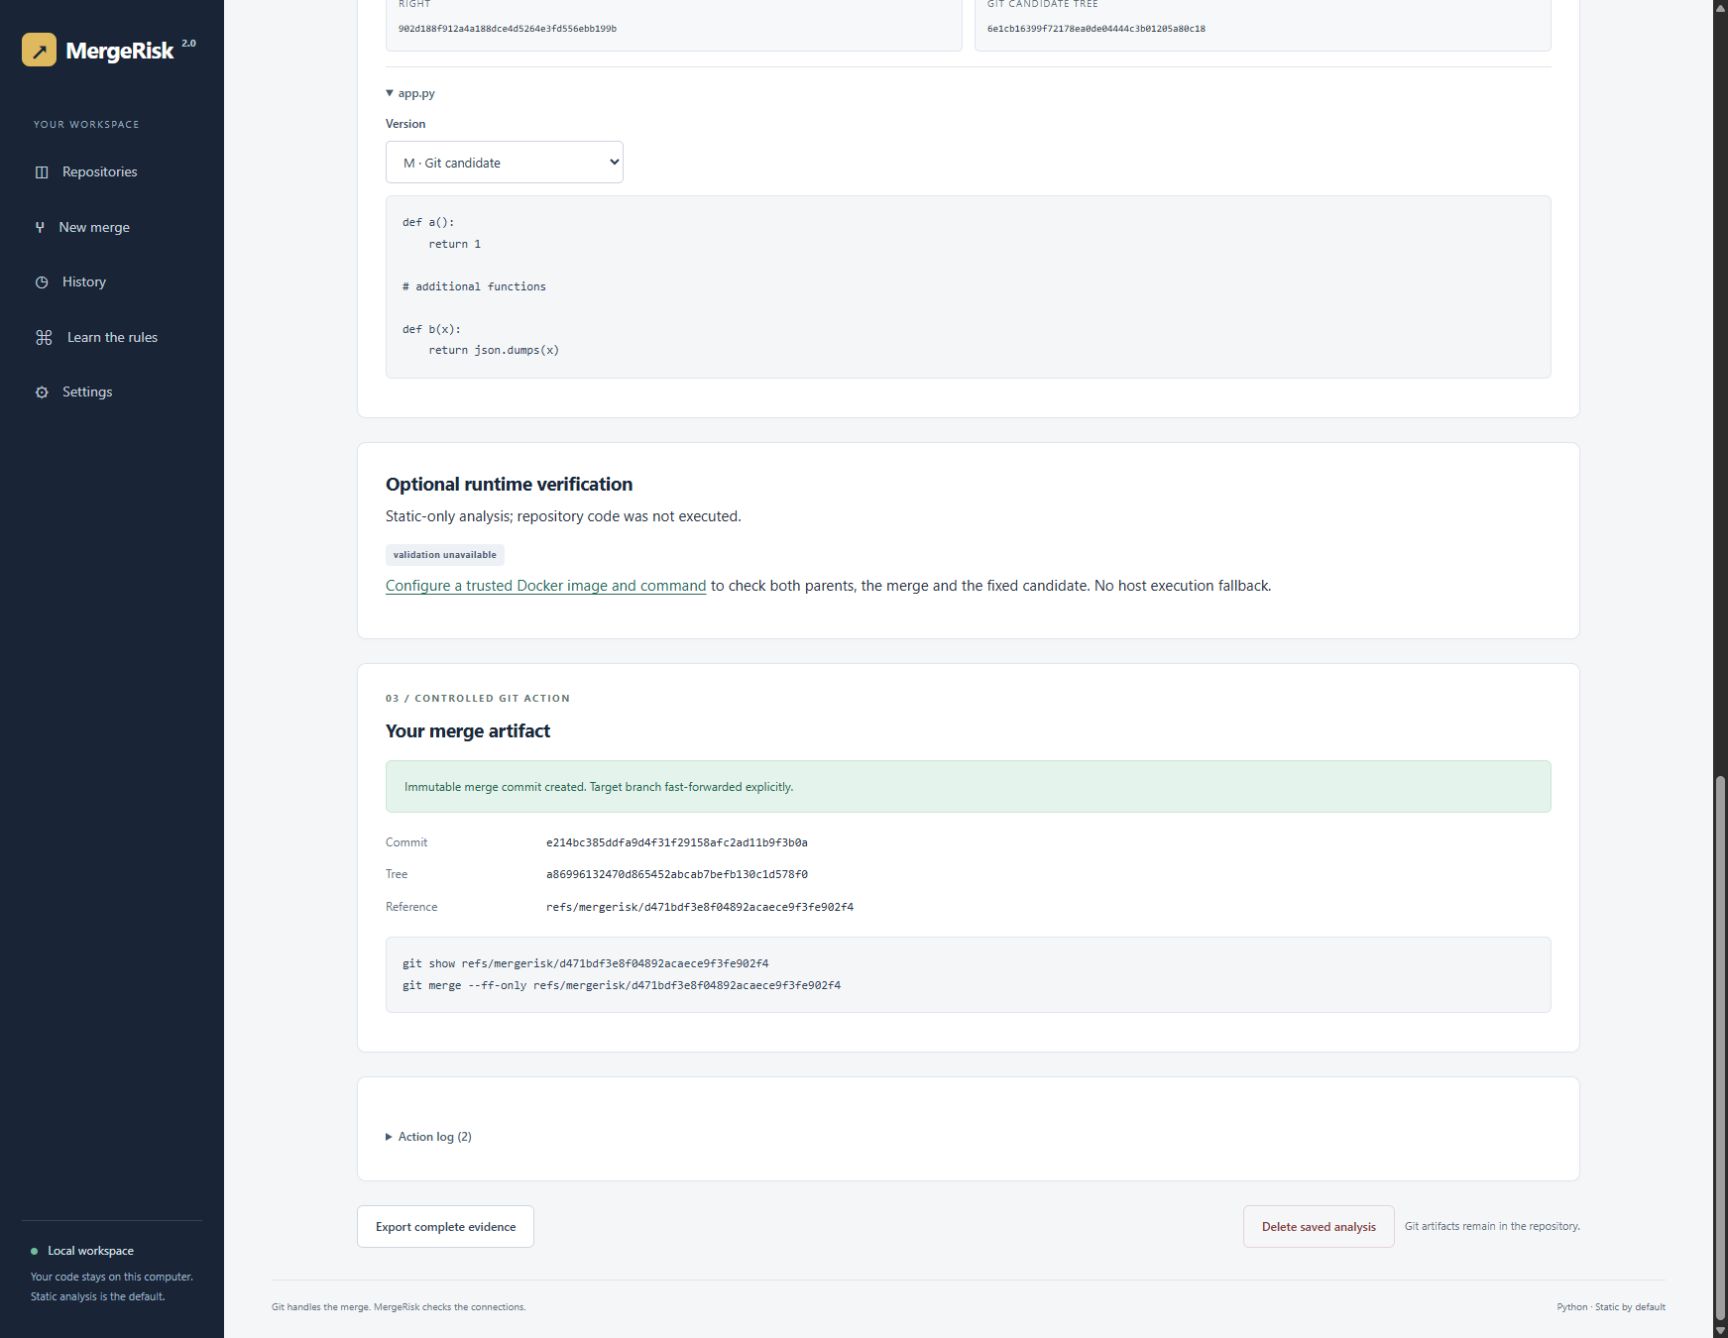 MergeRisk 2.0
YOUR WORKSPACE
Repositories
New merge
History
Learn the rules
Settings
Local workspace
Your code stays on this computer.
Static analysis is the default.
RIGHT
902d188f912a4a188dce4d5264e3fd556ebb199b
GIT CANDIDATE TREE
6e1cb16399f72178ea0de04444c3b01205a80c18
app.py
Version
M · Git candidate
def a():
    return 1
# additional functions
def b(x):
    return json.dumps(x)
Optional runtime verification
Static-only analysis; repository code was not executed.
validation unavailable
Configure a trusted Docker image and command to check both parents, the merge and the fixed candidate. No host execution fallback.
03 / CONTROLLED GIT ACTION
Your merge artifact
Immutable merge commit created. Target branch fast-forwarded explicitly.
Commit e214bc385ddfa9d4f31f29158afc2ad11b9f3b0a
Tree a86996132470d865452abcab7befb130c1d578f0
Reference refs/mergerisk/d471bdf3e8f04892acaece9f3fe902f4
git show refs/mergerisk/d471bdf3e8f04892acaece9f3fe902f4
git merge --ff-only refs/mergerisk/d471bdf3e8f04892acaece9f3fe902f4
Action log (2)
Export complete evidence
Delete saved analysis
Git artifacts remain in the repository.
Git handles the merge. MergeRisk checks the connections.
Python · Static by default